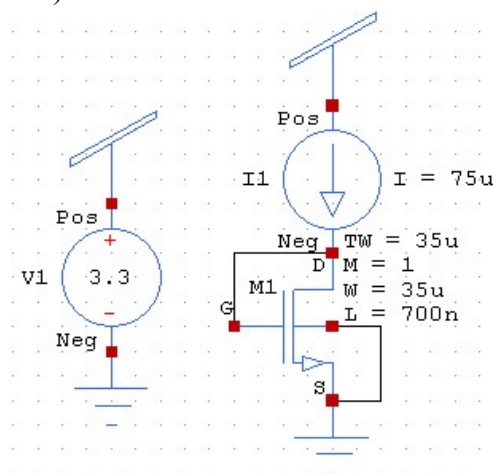 Pos
I1
I = 75u
Neg
TW = 35u
D
M = 1
M1
W = 35u
G
L = 700n
S
Pos
+
V1
3.3
-
Neg